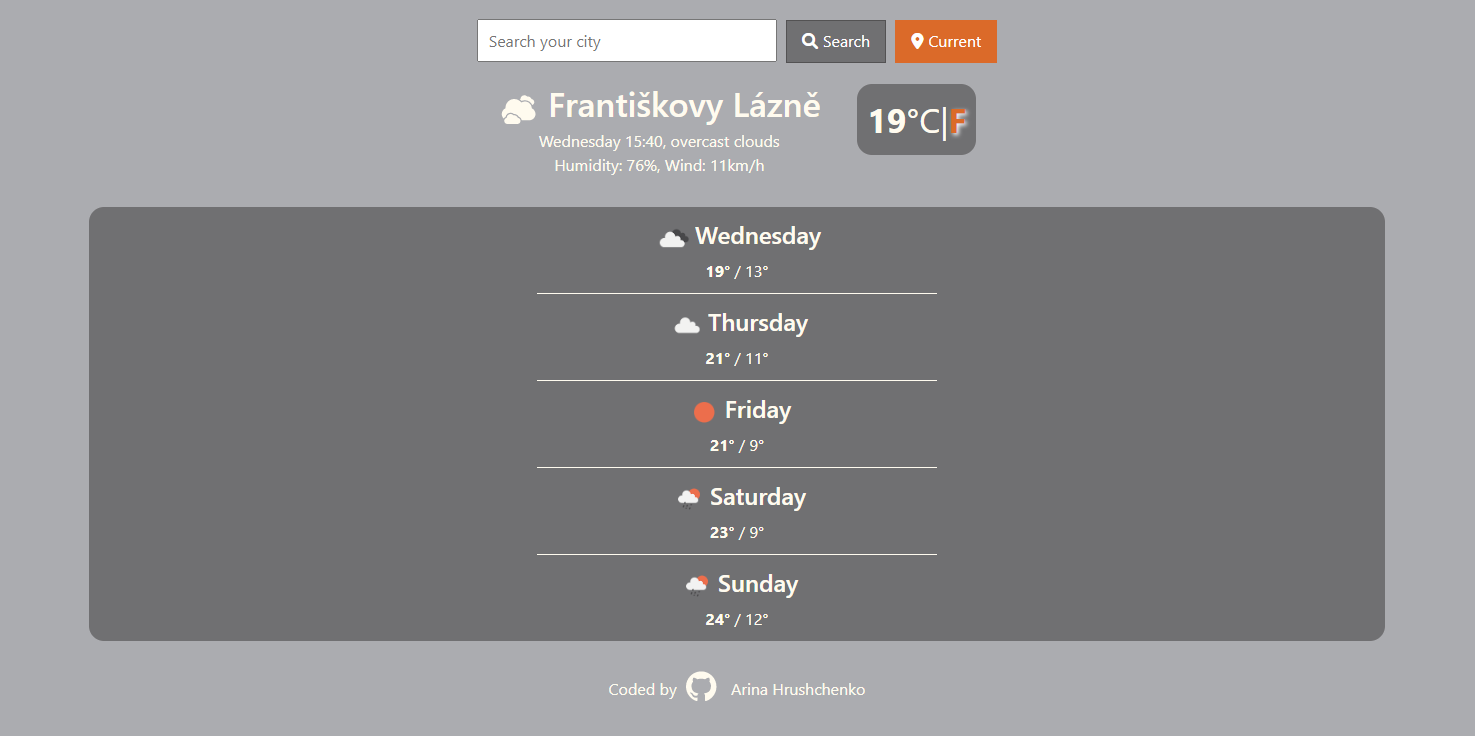 Search your city Search Current
Františkovy Lázně 19°C|F
Wednesday 15:40, overcast clouds
Humidity: 76%, Wind: 11km/h
Wednesday
19° / 13°
Thursday
21° / 11°
Friday
21° / 9°
Saturday
23° / 9°
Sunday
24° / 12°
Coded by Arina Hrushchenko